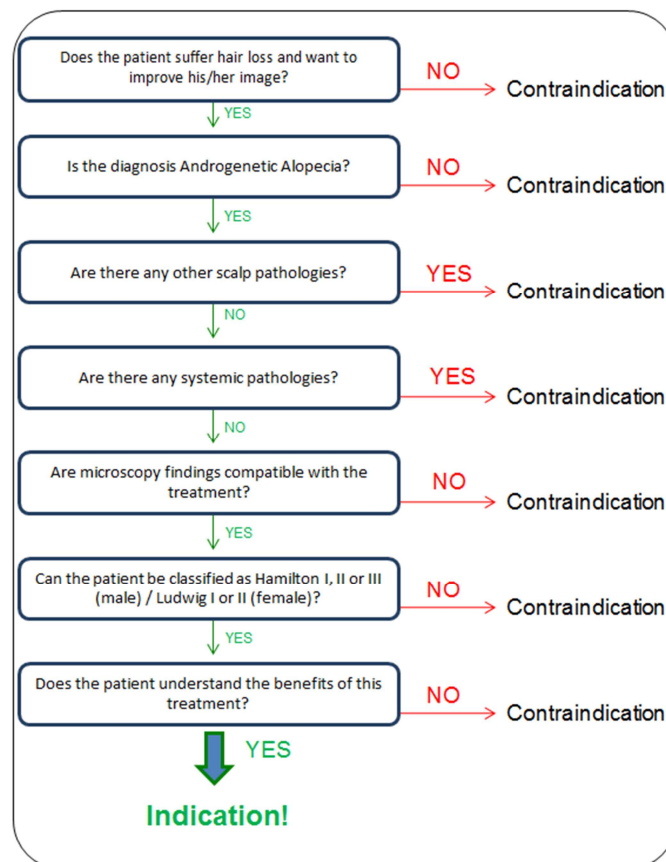 Does the patient suffer hair loss and want to
improve his/her image?
NO
Contraindication
YES
Is the diagnosis Androgenetic Alopecia?
NO
Contraindication
YES
Are there any other scalp pathologies?
YES
Contraindication
NO
Are there any systemic pathologies?
YES
Contraindication
NO
Are microscopy findings compatible with the
treatment?
NO
Contraindication
YES
Can the patient be classified as Hamilton I, II or III
(male) / Ludwig I or II (female)?
NO
Contraindication
YES
Does the patient understand the benefits of this
treatment?
NO
Contraindication
YES
Indication!